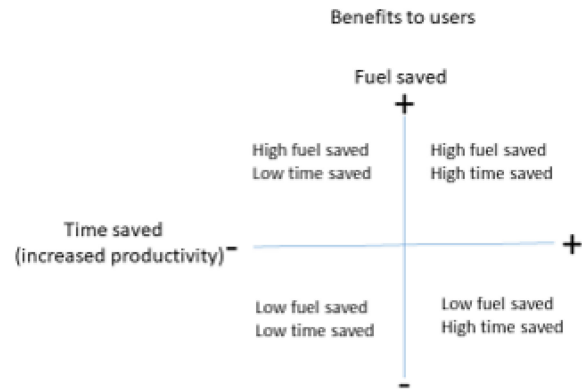 Benefits to users
Fuel saved
+
High fuel saved
Low time saved
High fuel saved
High time saved
Time saved
(increased productivity)
-
+
Low fuel saved
Low time saved
Low fuel saved
High time saved
-